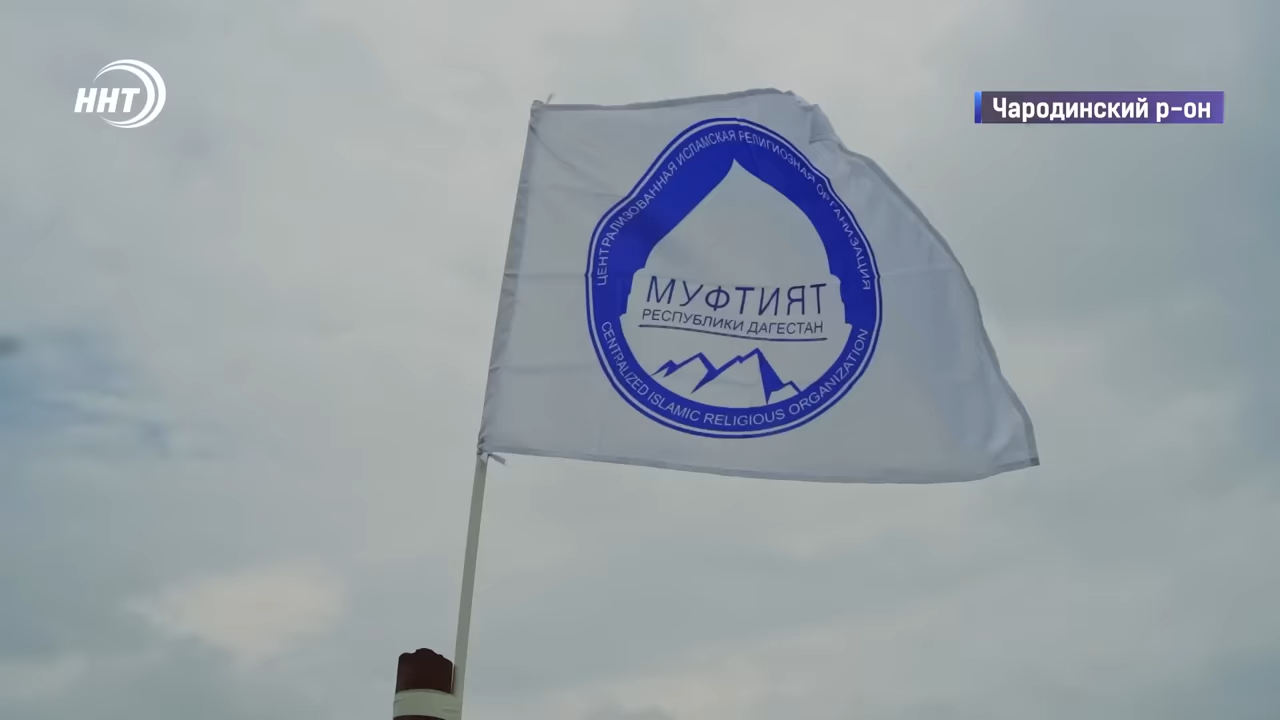 ННТ
Чародинский р-он
ЦЕНТРАЛИЗОВАННАЯ ИСЛАМСКАЯ РЕЛИГИОЗНАЯ ОРГАНИЗАЦИЯ
МУФТИЯТ
РЕСПУБЛИКИ ДАГЕСТАН
CENTRALIZED ISLAMIC RELIGIOUS ORGANIZATION